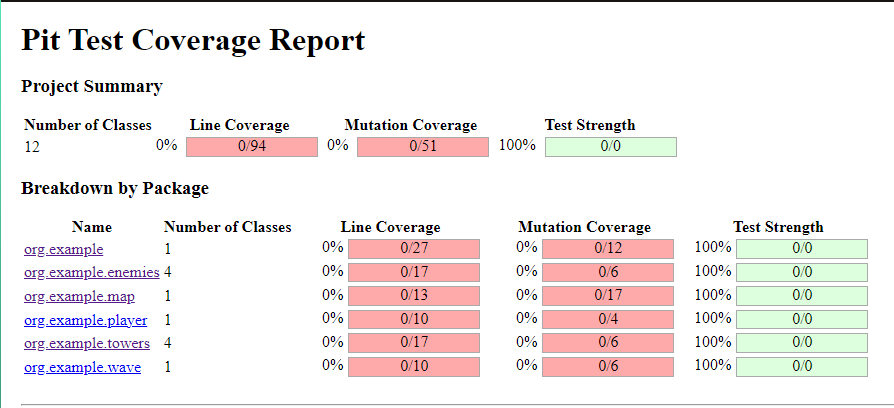 Pit Test Coverage Report
Project Summary
Number of Classes Line Coverage Mutation Coverage Test Strength
12 0% 0/94 0% 0/51 100% 0/0
Breakdown by Package
Name Number of Classes Line Coverage Mutation Coverage Test Strength
org.example 1 0% 0/27 0% 0/12 100% 0/0
org.example.enemies 4 0% 0/17 0% 0/6 100% 0/0
org.example.map 1 0% 0/13 0% 0/17 100% 0/0
org.example.player 1 0% 0/10 0% 0/4 100% 0/0
org.example.towers 4 0% 0/17 0% 0/6 100% 0/0
org.example.wave 1 0% 0/10 0% 0/6 100% 0/0